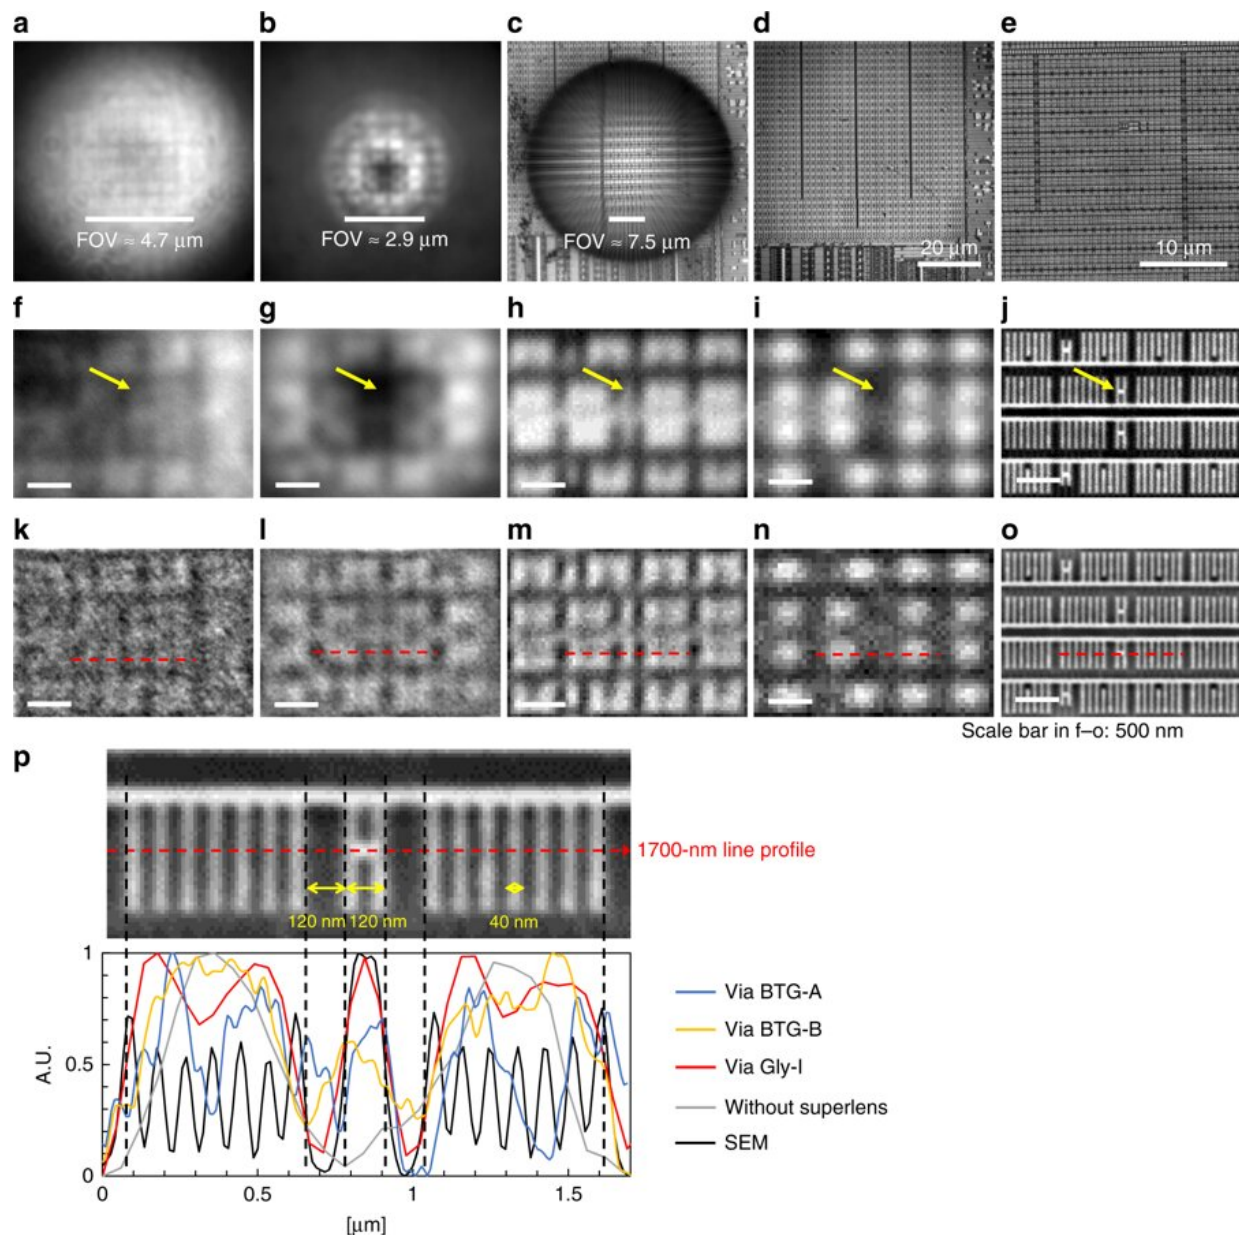 a b c d e
FOV ≈ 4.7 μm
FOV ≈ 2.9 μm
FOV ≈ 7.5 μm
20 μm
10 μm
f g h i j
k l m n o
Scale bar in f–o: 500 nm
p
1700-nm line profile
120 nm 120 nm 40 nm
1
0.5
0
A.U.
0 0.5 1 1.5
[μm]
Via BTG-A
Via BTG-B
Via Gly-I
Without superlens
SEM